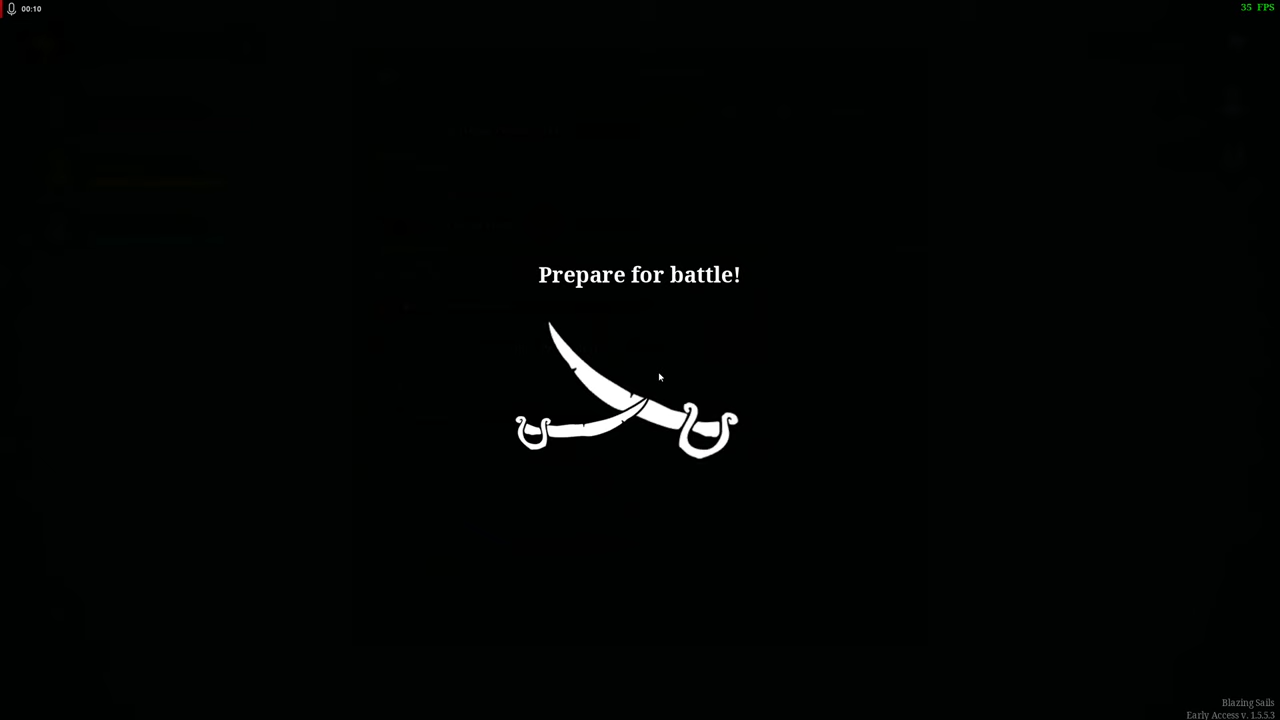 00:10
35 FPS
Prepare for battle!
Blazing Sails
Early Access v. 1.5.5.3